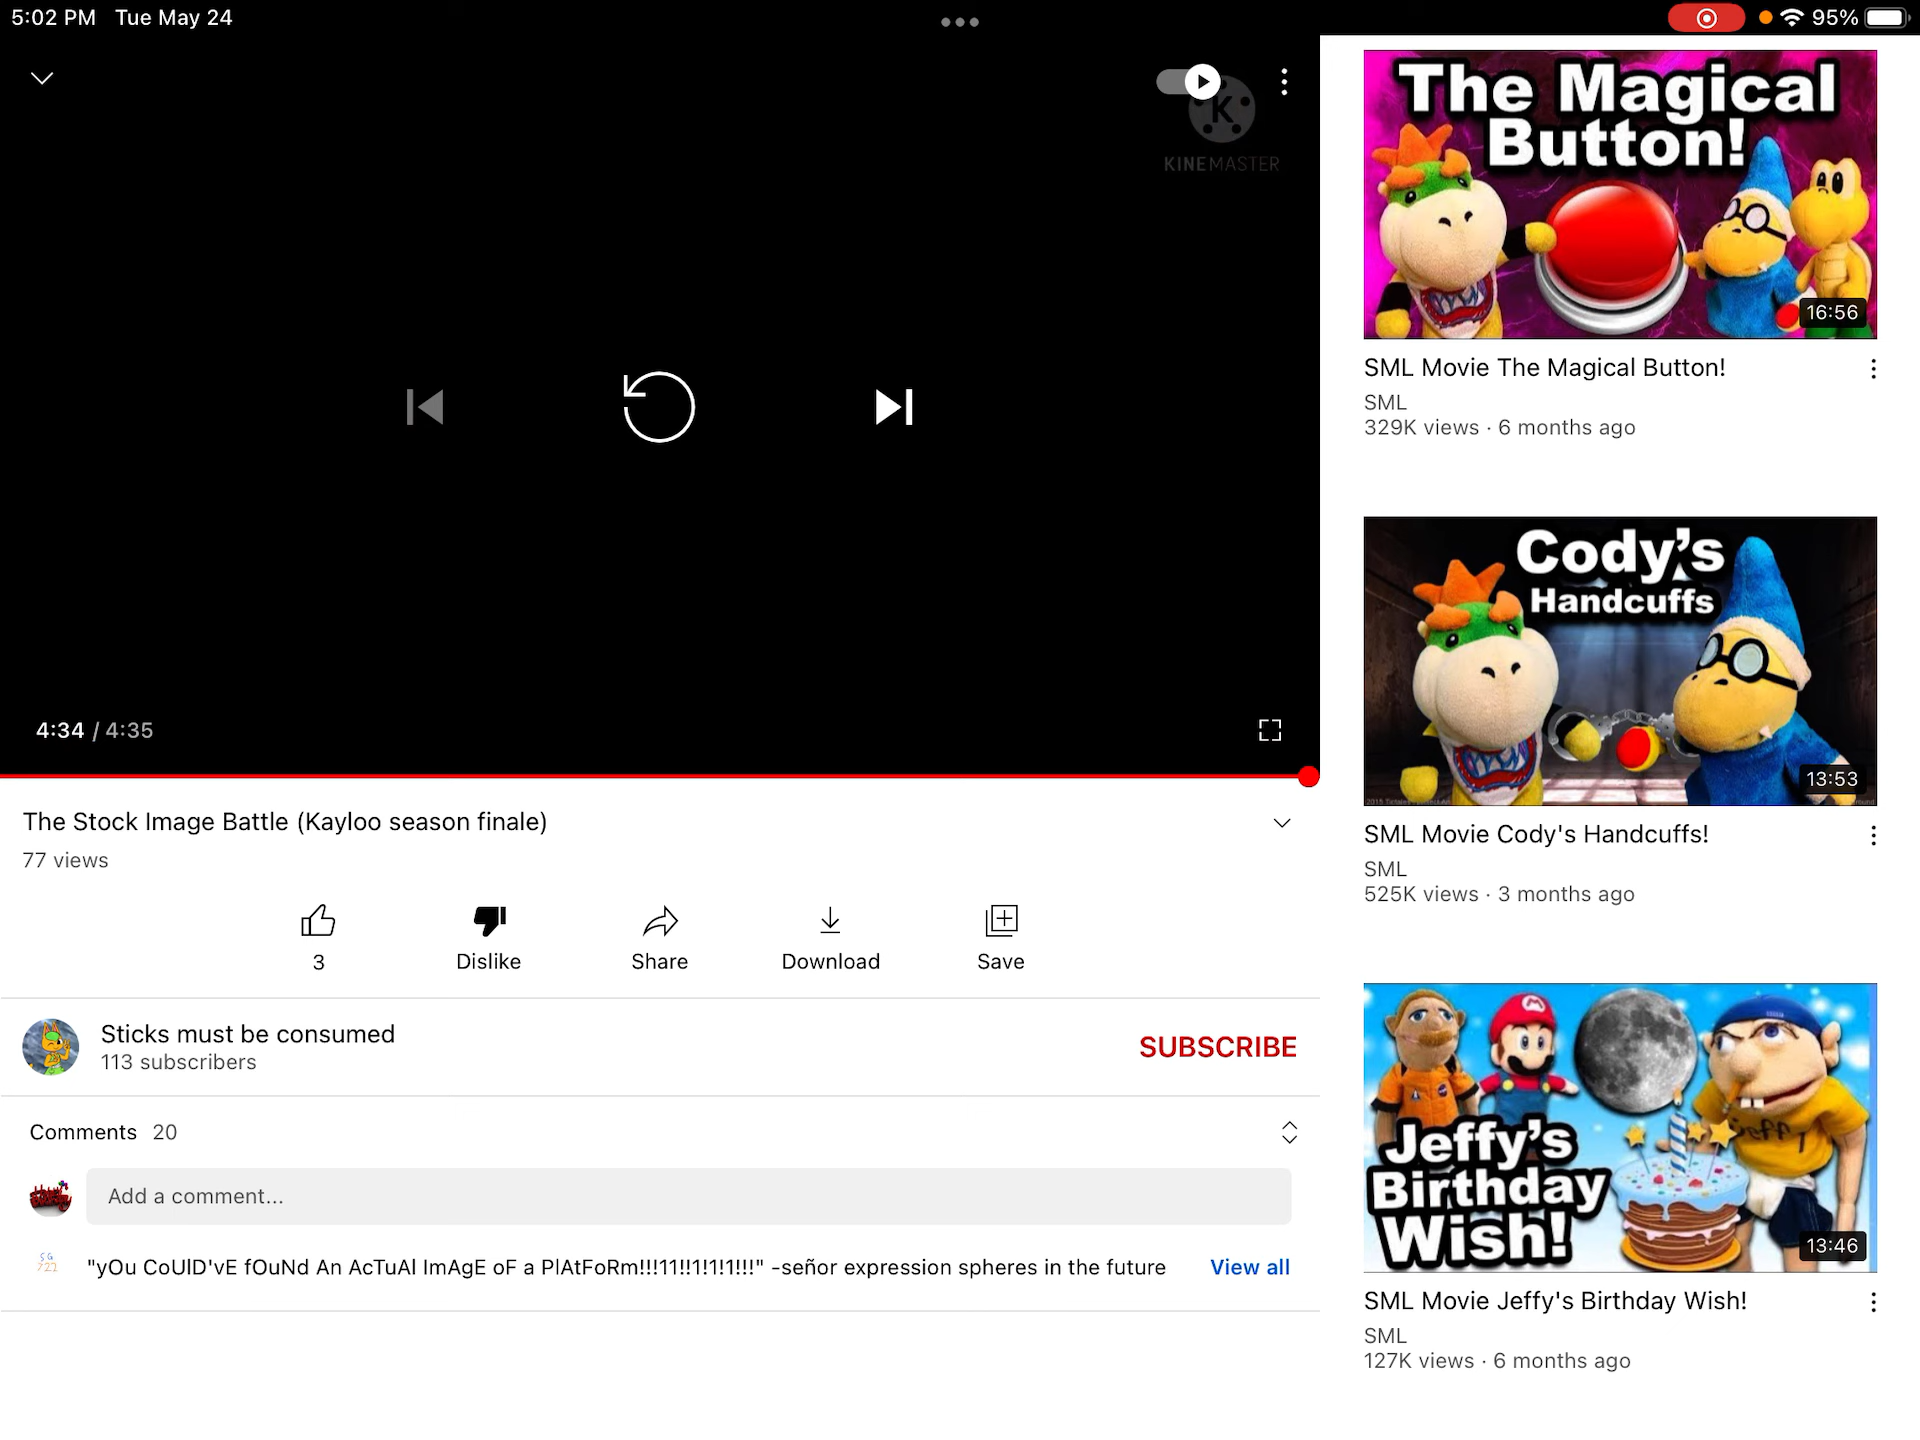 5:02 PM Tue May 24
95%
KINEMASTER
4:34 / 4:35
The Stock Image Battle (Kayloo season finale)
77 views
3
Dislike
Share
Download
Save
Sticks must be consumed
113 subscribers
SUBSCRIBE
Comments 20
Add a comment...
"yOu CoUlD'vE fOuNd An AcTuAl ImAgE oF a PlAtFoRm!!!11!!1!1!1!!!" -señor expression spheres in the future
View all
The Magical
Button!
16:56
SML Movie The Magical Button!
SML
329K views · 6 months ago
Cody's
Handcuffs
13:53
SML Movie Cody's Handcuffs!
SML
525K views · 3 months ago
Jeffy's
Birthday
Wish!
13:46
SML Movie Jeffy's Birthday Wish!
SML
127K views · 6 months ago